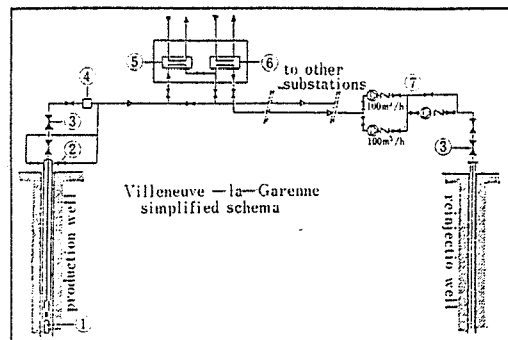 ⑤
⑥
④
to other
substations
⑦
③
100m³/h
②
100m³/h
③
Villeneuve —la—Garenne
simplified schema
production well
reinjectio well
①